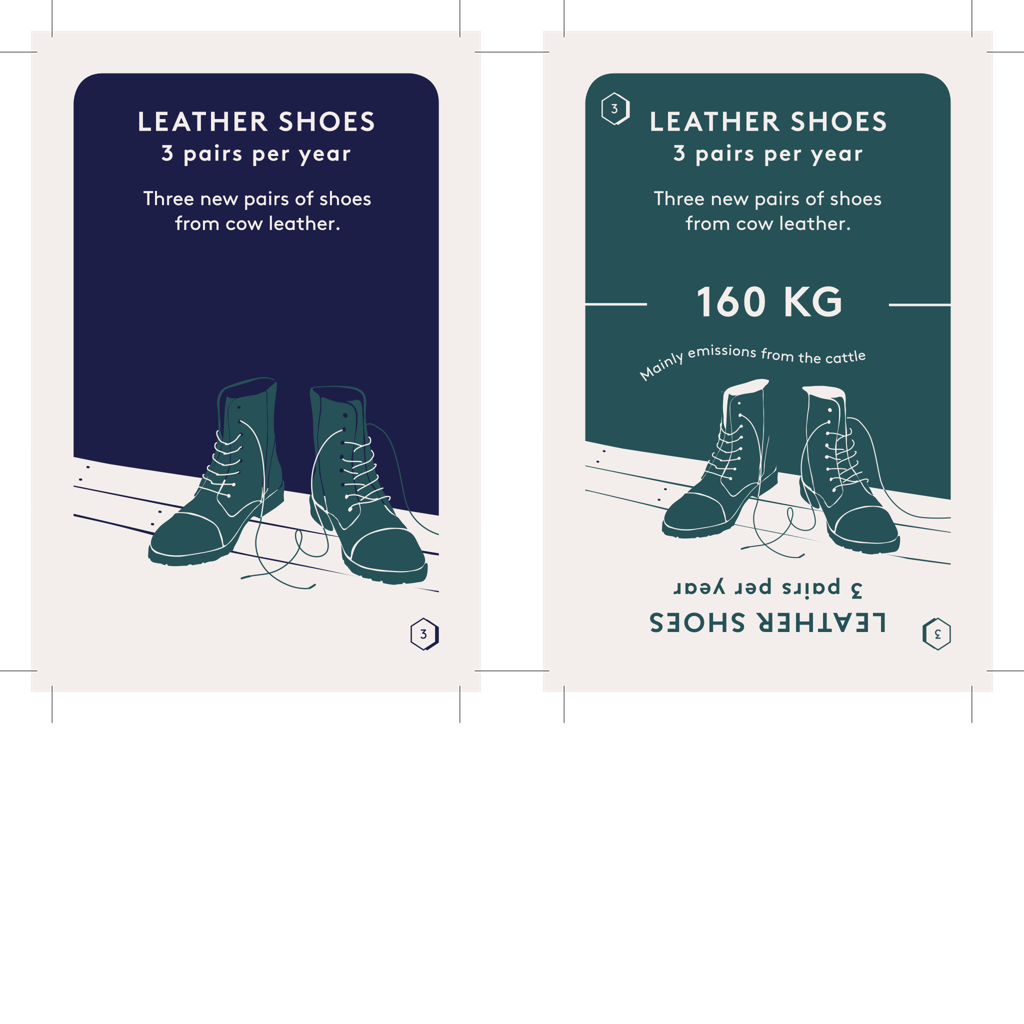 LEATHER SHOES
3 pairs per year
Three new pairs of shoes
from cow leather.
3
3
LEATHER SHOES
3 pairs per year
Three new pairs of shoes
from cow leather.
160 KG
Mainly emissions from the cattle
3 pairs per year
LEATHER SHOES
3